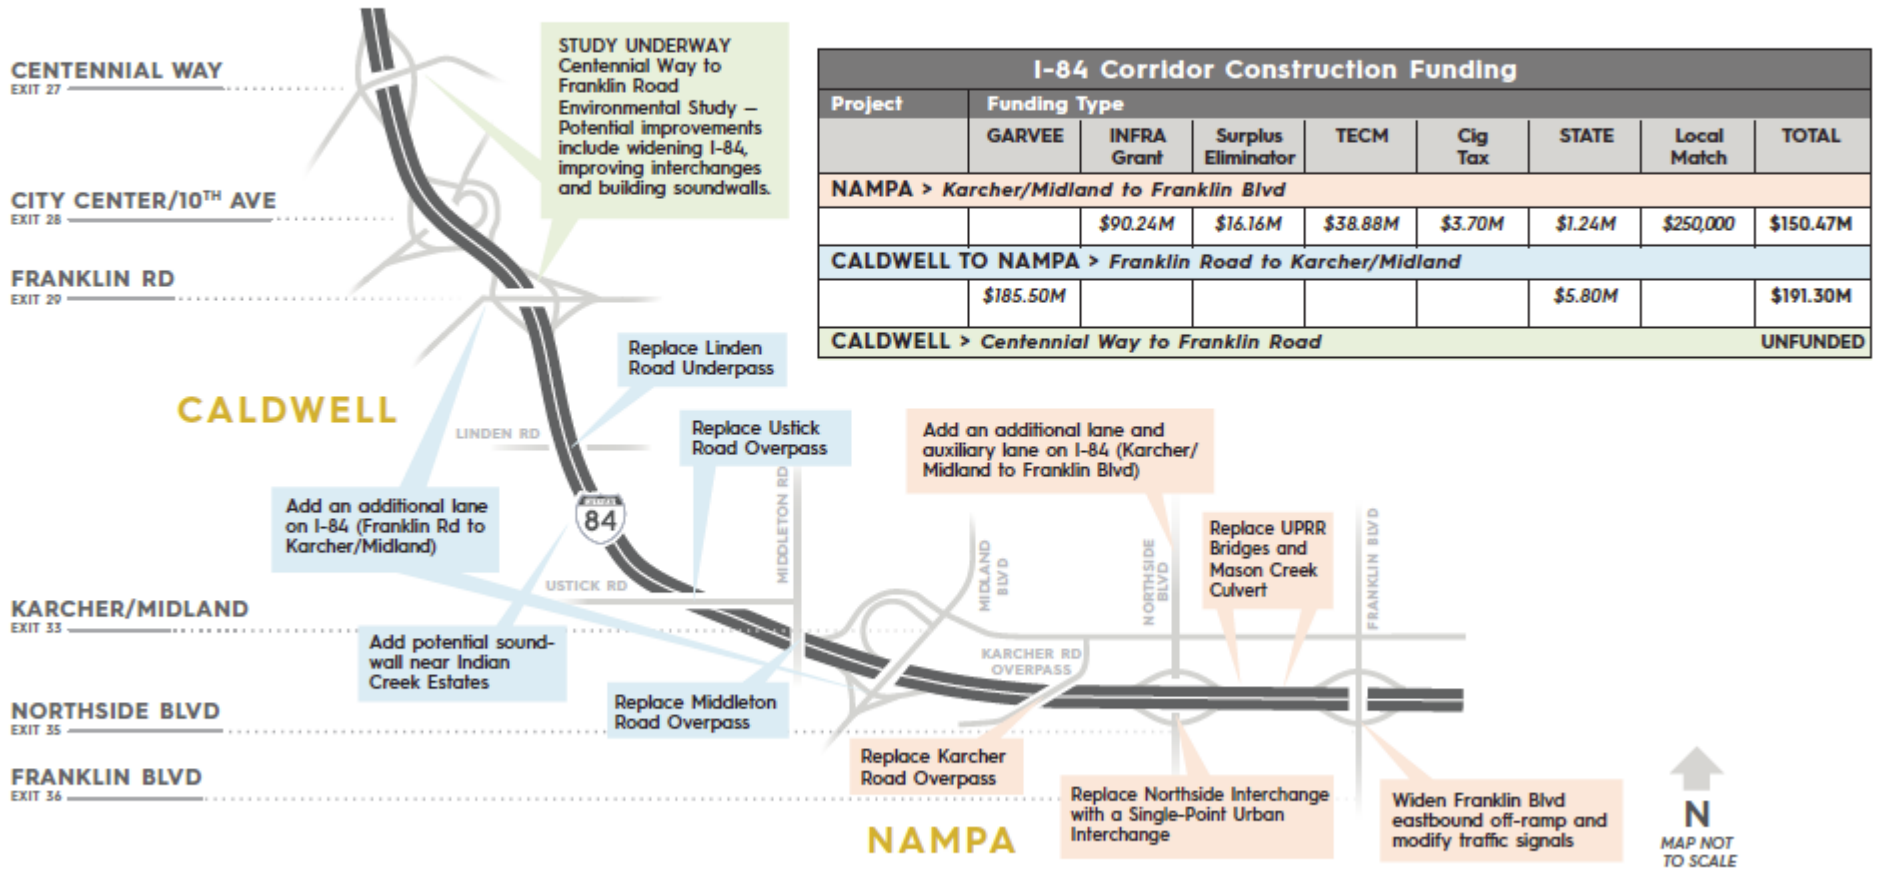 CENTENNIAL WAY
EXIT 27
CITY CENTER/10TH AVE
EXIT 28
FRANKLIN RD
EXIT 29
STUDY UNDERWAY
Centennial Way to
Franklin Road
Environmental Study –
Potential improvements
include widening I-84,
improving interchanges
and building soundwalls.
I-84 Corridor Construction Funding
Project Funding Type
GARVEE INFRA Grant Surplus Eliminator TECM Cig Tax STATE Local Match TOTAL
NAMPA > Karcher/Midland to Franklin Blvd
$90.24M $16.16M $38.88M $3.70M $1.24M $250,000 $150.47M
CALDWELL TO NAMPA > Franklin Road to Karcher/Midland
$185.50M $5.80M $191.30M
CALDWELL > Centennial Way to Franklin Road UNFUNDED
Replace Linden
Road Underpass
CALDWELL
LINDEN RD
Replace Ustick
Road Overpass
Add an additional lane and
auxiliary lane on I-84 (Karcher/
Midland to Franklin Blvd)
Add an additional lane
on I-84 (Franklin Rd to
Karcher/Midland)
84
MIDDLETON RD
USTICK RD
MIDLAND
BLVD
NORTHSIDE
BLVD
Replace UPRR
Bridges and
Mason Creek
Culvert
FRANKLIN BLVD
KARCHER/MIDLAND
EXIT 33
Add potential sound-
wall near Indian
Creek Estates
KARCHER RD
OVERPASS
Replace Middleton
Road Overpass
NORTHSIDE BLVD
EXIT 35
Replace Karcher
Road Overpass
FRANKLIN BLVD
EXIT 36
Replace Northside Interchange
with a Single-Point Urban
Interchange
Widen Franklin Blvd
eastbound off-ramp and
modify traffic signals
NAMPA
N
MAP NOT
TO SCALE